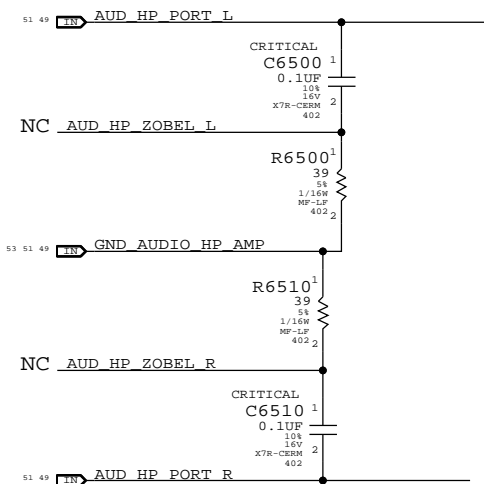 51 49 IN AUD_HP_PORT_L
CRITICAL
C6500 1
0.1UF
10%
16V 2
X7R-CERM
402
NC AUD_HP_ZOBEL_L
R6500 1
39
5%
1/16W
MF-LF
402 2
53 51 49 IN GND_AUDIO_HP_AMP
R6510 1
39
5%
1/16W
MF-LF
402 2
NC AUD_HP_ZOBEL_R
CRITICAL
C6510 1
0.1UF
10%
16V 2
X7R-CERM
402
51 49 IN AUD_HP_PORT_R